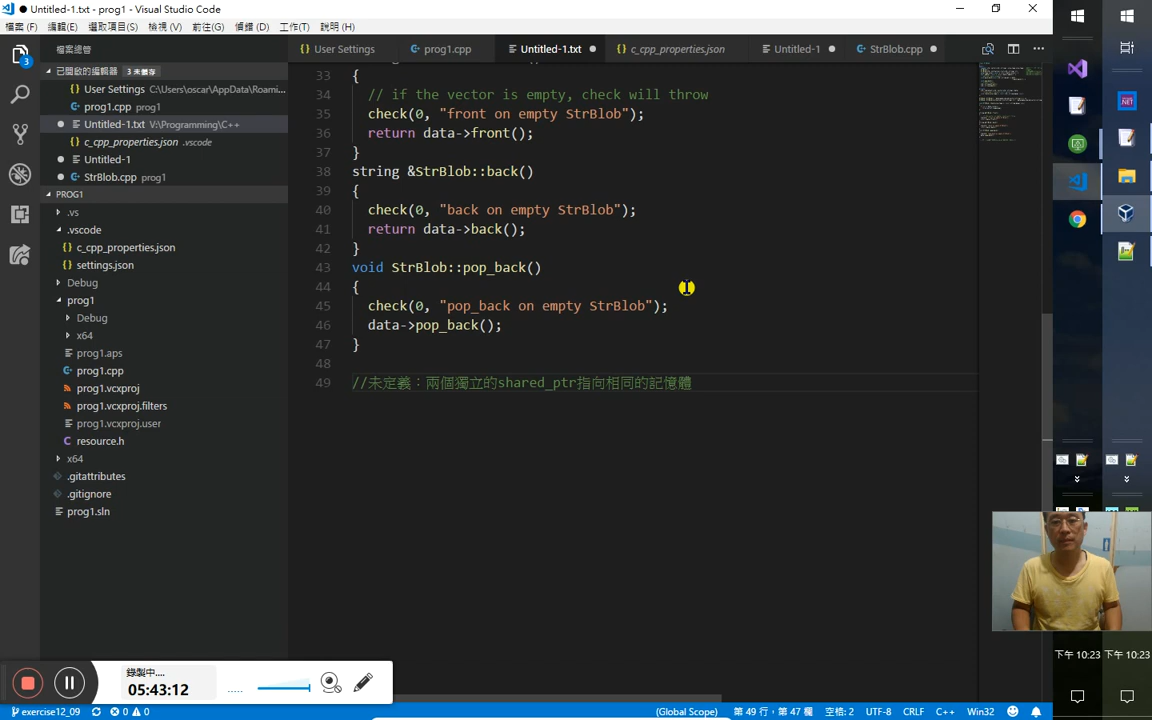 ● Untitled-1.txt - prog1 - Visual Studio Code
檔案(F) 編輯(E) 選取項目(S) 檢視(V) 前往(G) 偵錯(D) 工作(T) 說明(H)
檔案總管
User Settings
prog1.cpp
Untitled-1.txt ●
c_cpp_properties.json
Untitled-1 ●
StrBlob.cpp ●
已開啟的編輯器 3 未儲存
User Settings C:\Users\oscar\AppData\Roami...
prog1.cpp prog1
● Untitled-1.txt V:\Programming\C++
c_cpp_properties.json .vscode
● Untitled-1
● StrBlob.cpp prog1
PROG1
.vs
.vscode
c_cpp_properties.json
settings.json
Debug
prog1
Debug
x64
prog1.aps
prog1.cpp
prog1.vcxproj
prog1.vcxproj.filters
prog1.vcxproj.user
resource.h
x64
.gitattributes
.gitignore
prog1.sln
33 {
34 // if the vector is empty, check will throw
35 check(0, "front on empty StrBlob");
36 return data->front();
37 }
38 string &StrBlob::back()
39 {
40 check(0, "back on empty StrBlob");
41 return data->back();
42 }
43 void StrBlob::pop_back()
44 {
45 check(0, "pop_back on empty StrBlob");
46 data->pop_back();
47 }
48
49 //未定義：兩個獨立的shared_ptr指向相同的記憶體
錄製中....
05:43:12
下午 10:23 下午 10:23
exercise12_09 0 0 (Global Scope) 第 49 行，第 47 欄 空格: 2 UTF-8 CRLF C++ Win32